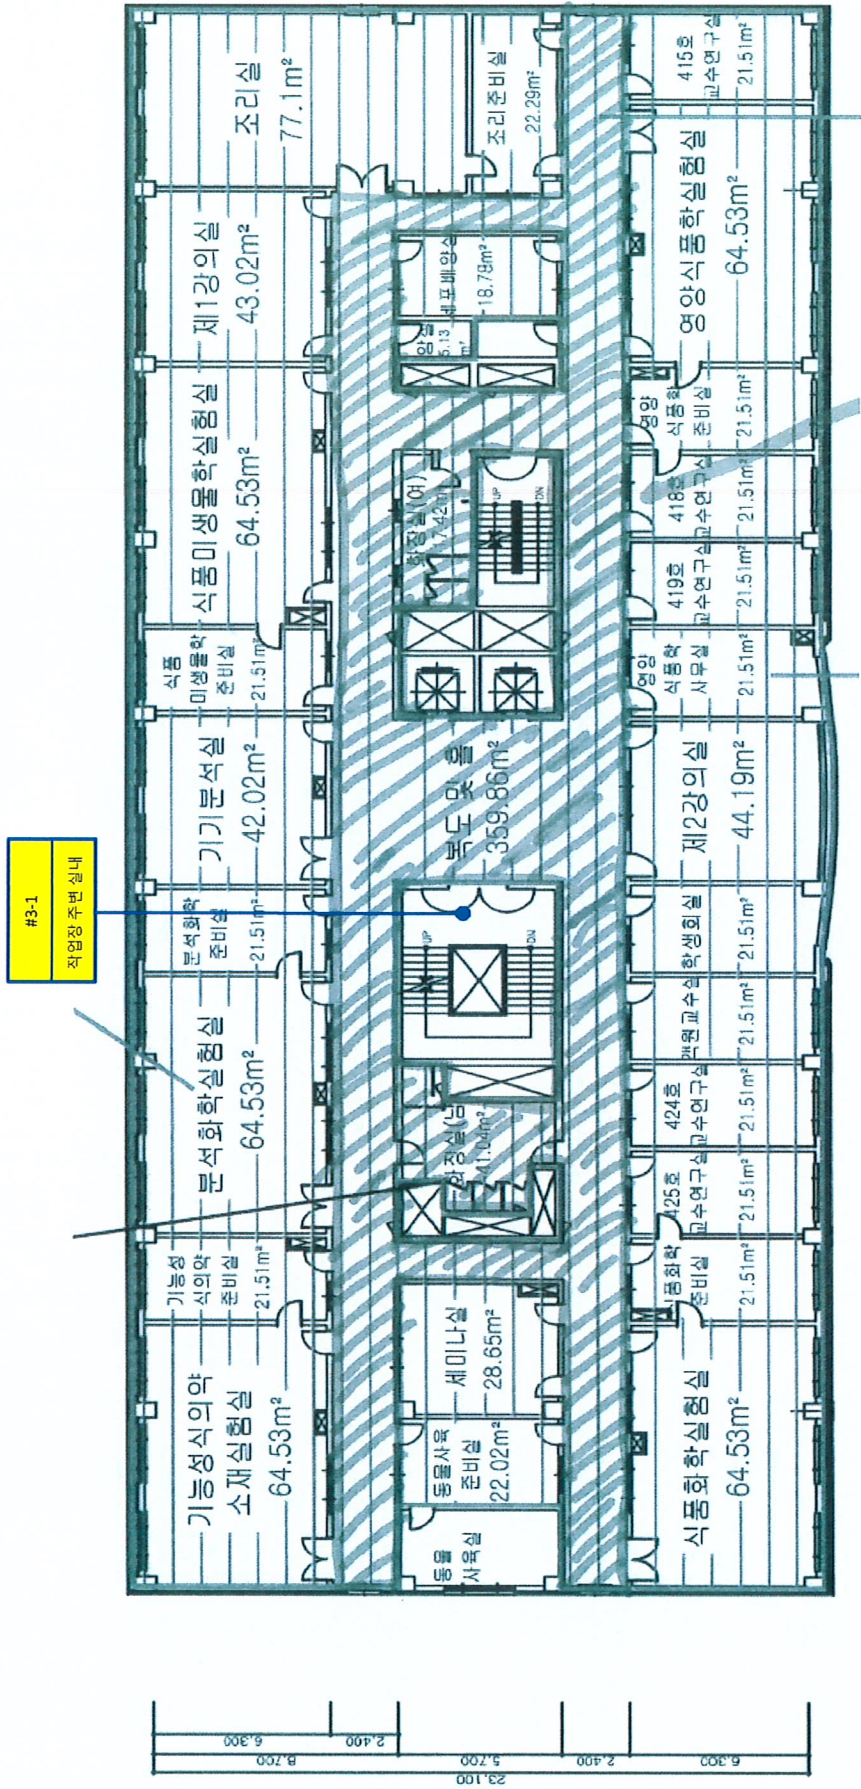 #3-1
작업장 주변 실내
기능성식의약
소재실험실
64.53m²
기능성
식의약
준비실
21.51m²
분석화학실험실
64.53m²
분석화학
준비실
21.51m²
기기분석실
42.02m²
식품
미생물학
준비실
21.51m²
식품미생물학실험실
64.53m²
제1강의실
43.02m²
조리실
77.1m²
동물
사육실
동물사육
준비실
22.02m²
세미나실
28.65m²
화장실(남)
41.04m²
UP
DN
복도 및 홀
359.86m²
화장실(여)
UP
DN
5.13
m²
세포배양실
18.78m²
조리준비실
22.29m²
식품화학실험실
64.53m²
식품화학
준비실
21.51m²
425호
교수연구실
21.51m²
424호
교수연구실
21.51m²
객원교수실
21.51m²
학생회실
21.51m²
제2강의실
44.19m²
영양
식품학
사무실
21.51m²
419호
교수연구실
21.51m²
418호
교수연구실
21.51m²
영양
식품학
준비실
21.51m²
영양식품학실험실
64.53m²
415호
교수연구실
21.51m²
6.300
2.400
8.700
5.700
2.400
6.300
23.100